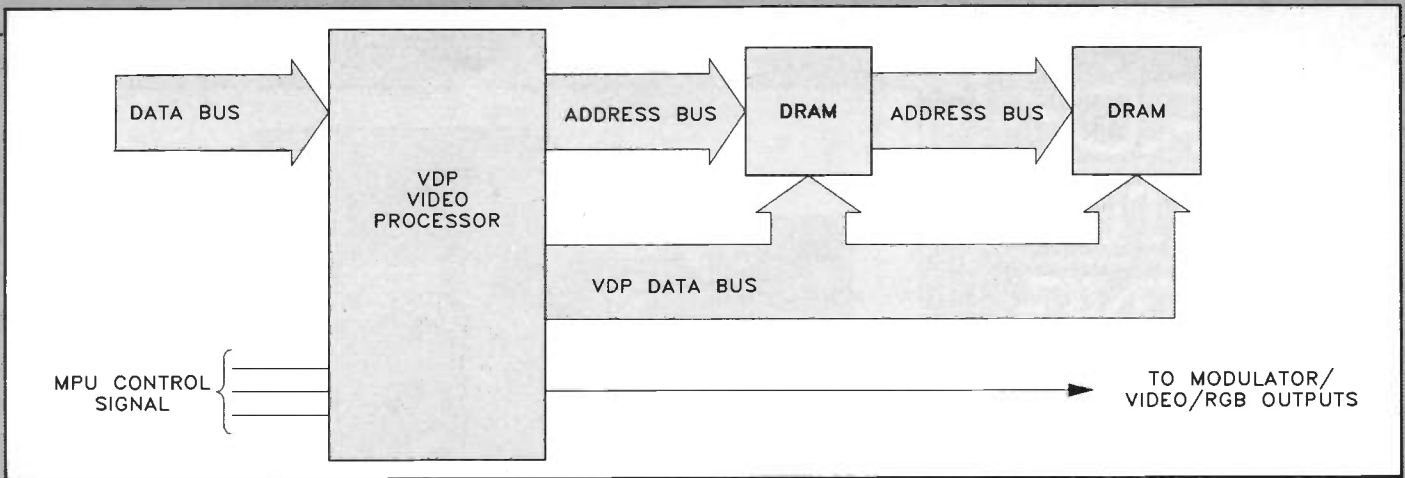 DATA BUS
VDP
VIDEO
PROCESSOR
ADDRESS BUS
DRAM
ADDRESS BUS
DRAM
VDP DATA BUS
MPU CONTROL
SIGNAL
TO MODULATOR/
VIDEO/RGB OUTPUTS